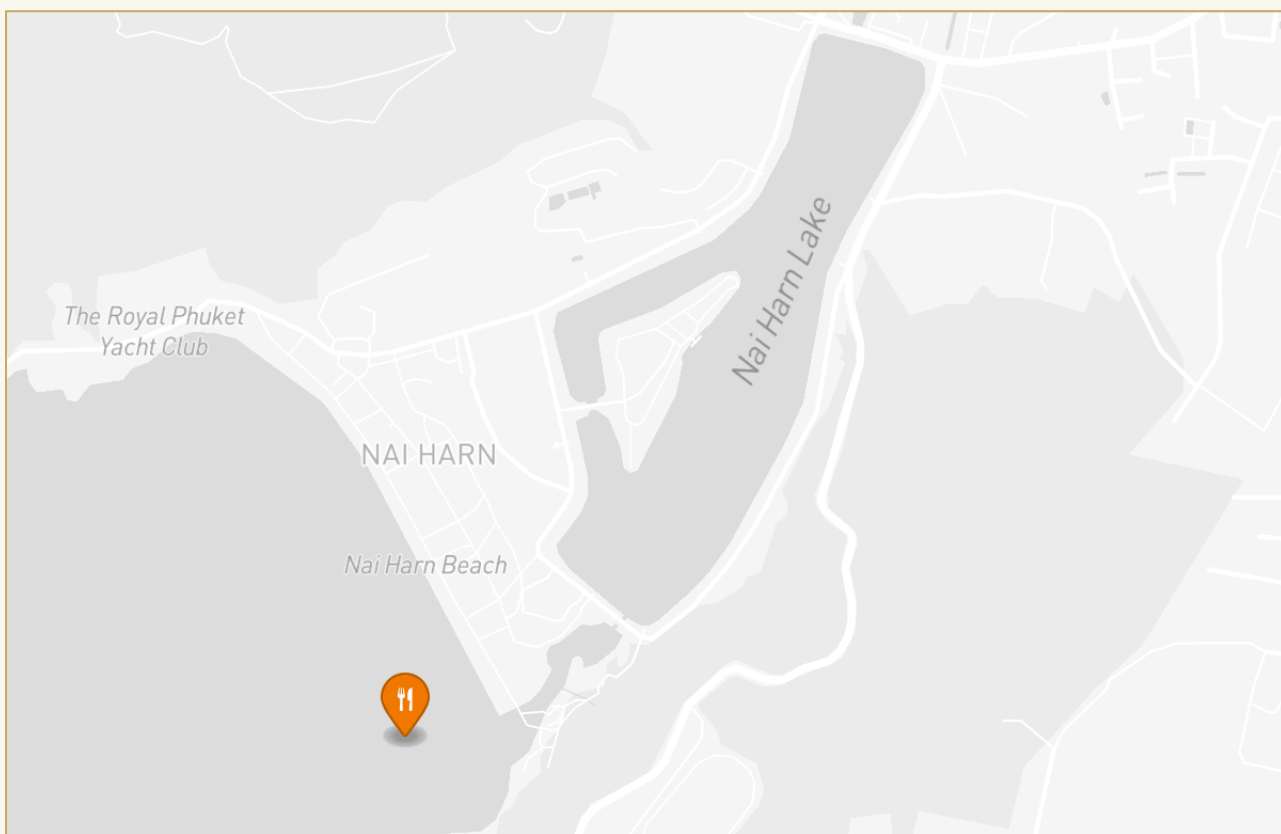 Nai Harn Lake
The Royal Phuket
Yacht Club
NAI HARN
Nai Harn Beach